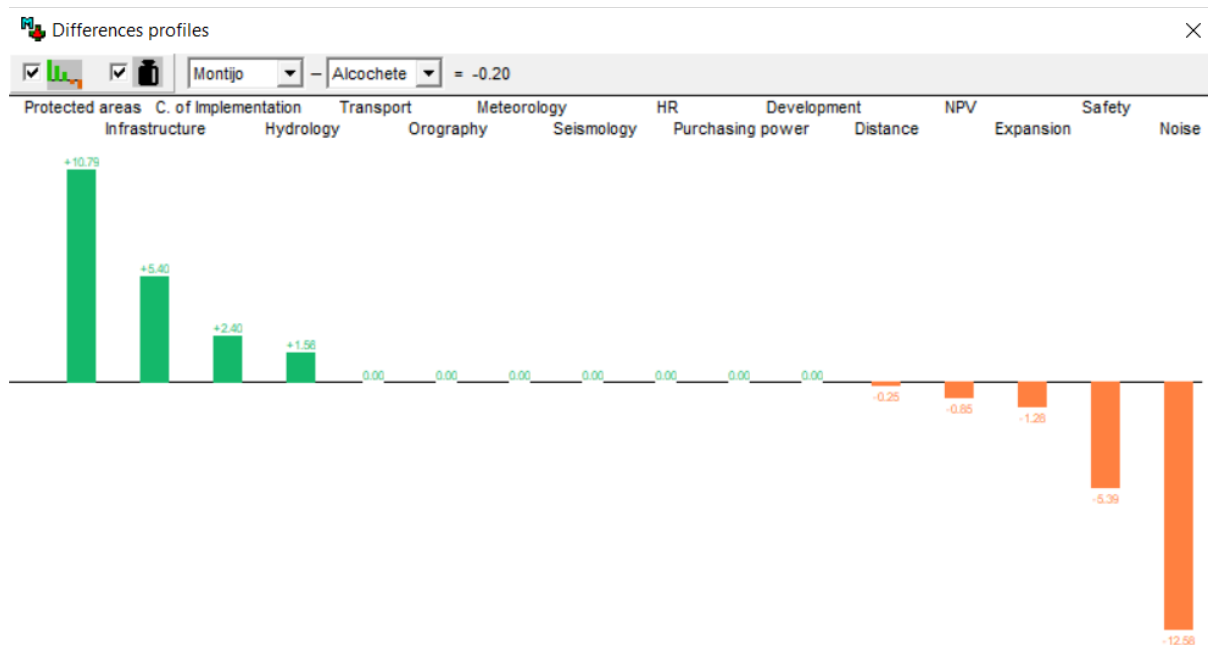 Differences profiles
Montijo – Alcochete = -0.20
Protected areas C. of Implementation Transport Meteorology HR Development NPV Safety
Infrastructure Hydrology Orography Seismology Purchasing power Distance Expansion Noise
+10.79
+5.40
+2.40
+1.56
0.00 0.00 0.00 0.00 0.00 0.00 0.00
-0.25
-0.85
-1.28
-5.39
-12.58